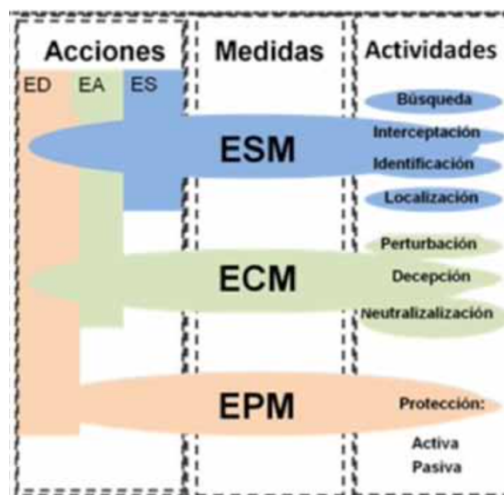 Acciones Medidas Actividades
ED EA ES
Búsqueda
Interceptación
ESM
Identificación
Localización
Perturbación
ECM
Decepción
Neutralizalización
EPM
Protección:
Activa
Pasiva